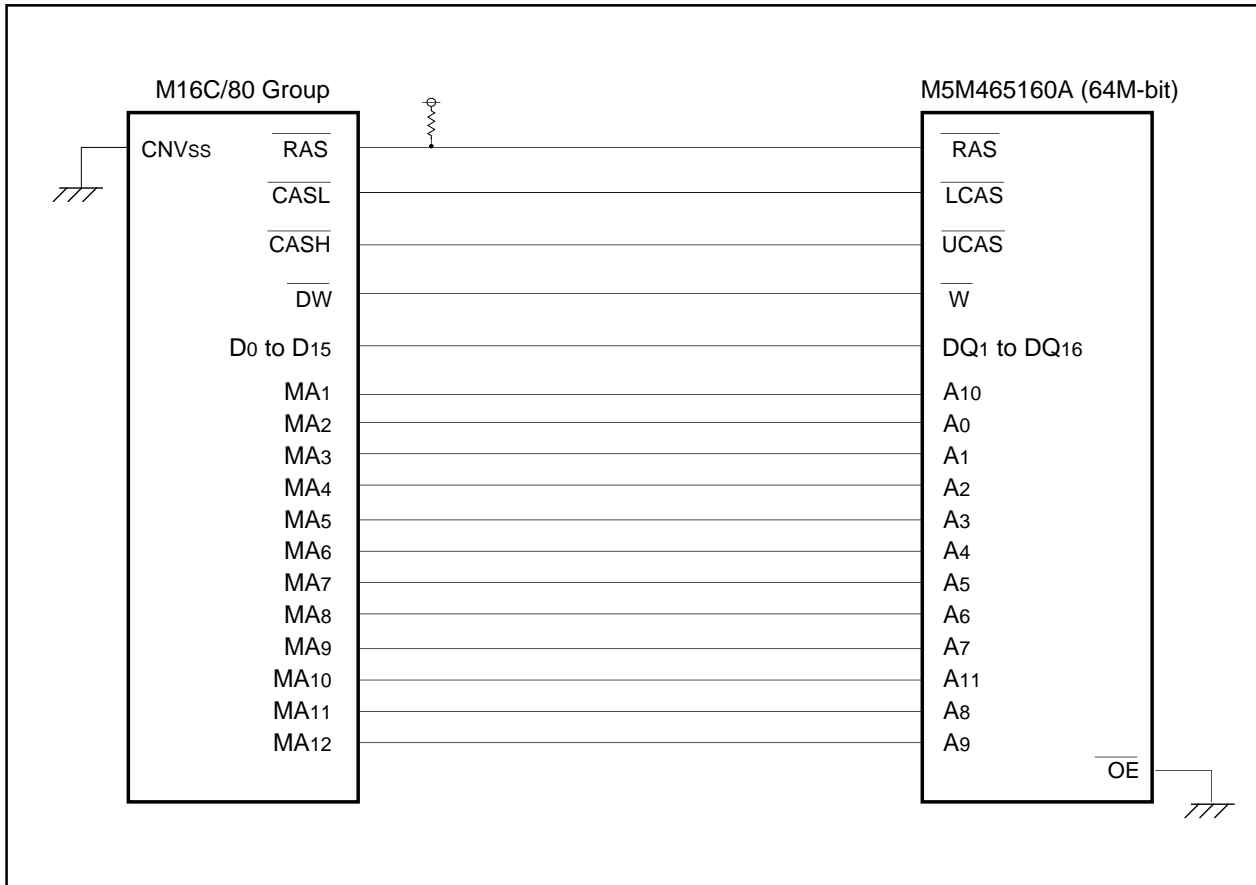 M16C/80 Group
M5M465160A (64M-bit)
CNVss
RAS
RAS
CASL
LCAS
CASH
UCAS
DW
W
D0 to D15
DQ1 to DQ16
MA1
A10
MA2
A0
MA3
A1
MA4
A2
MA5
A3
MA6
A4
MA7
A5
MA8
A6
MA9
A7
MA10
A11
MA11
A8
MA12
A9
OE